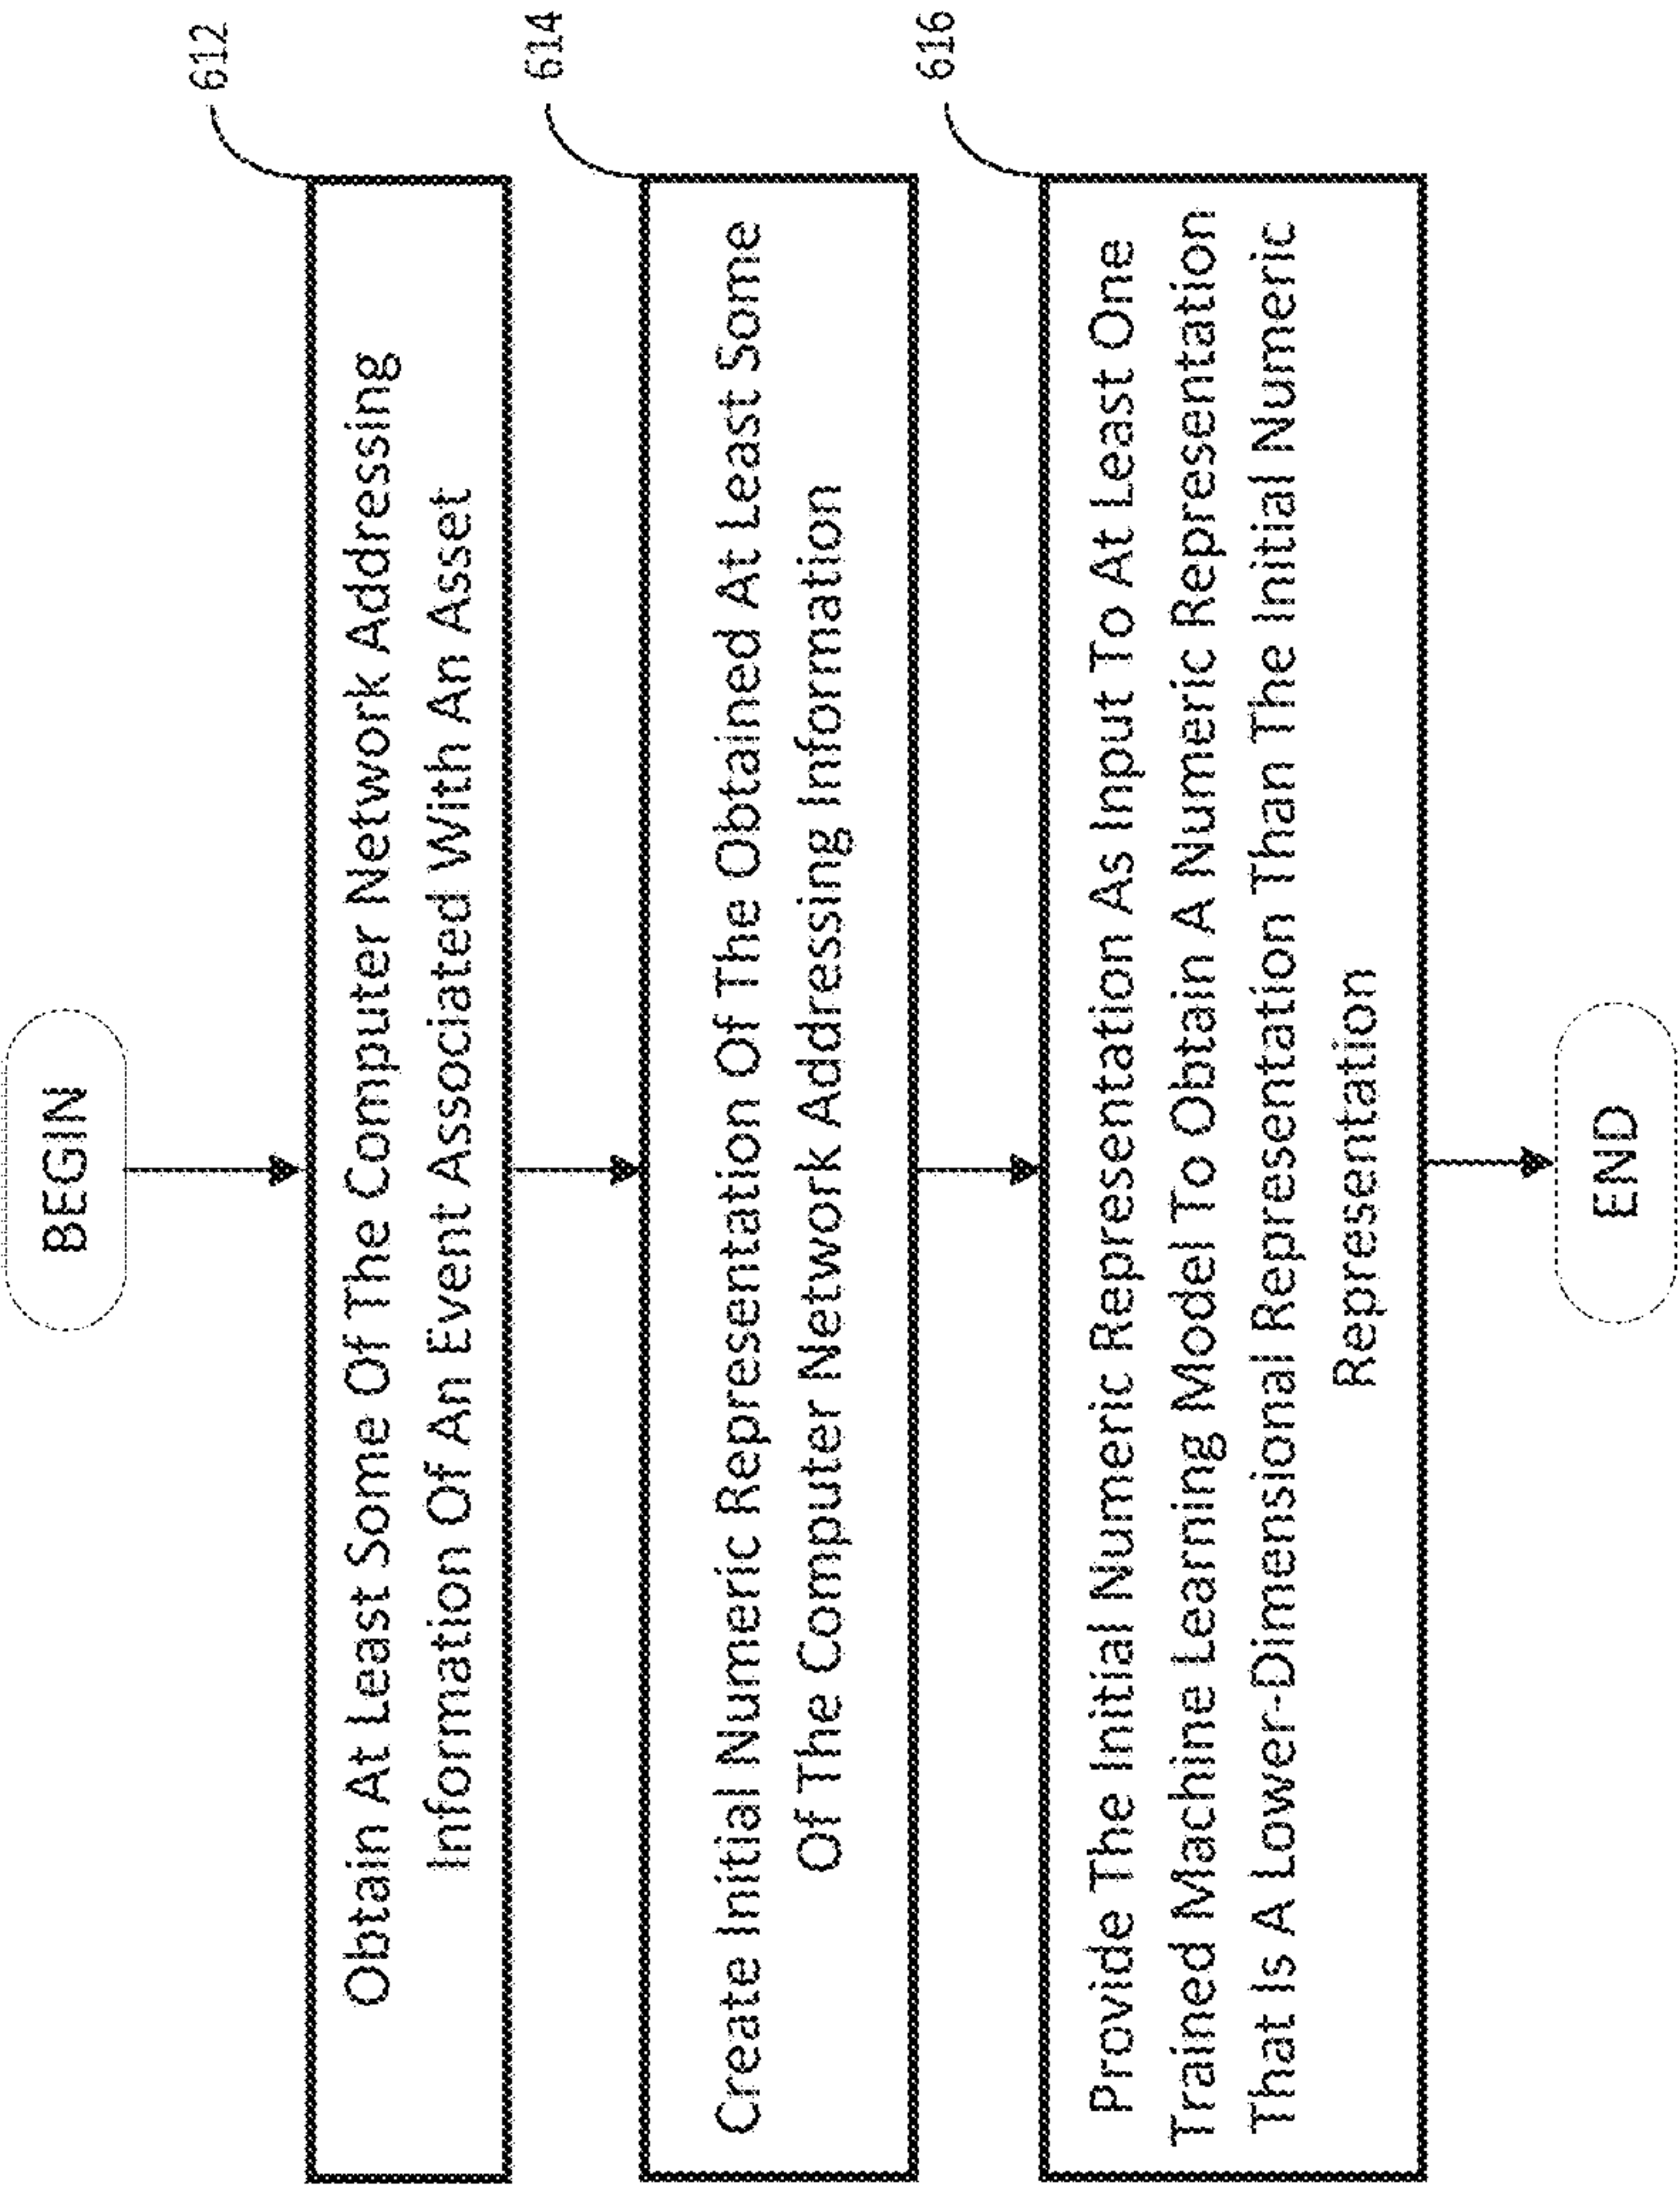 BEGIN
612
Obtain At Least Some Of The Computer Network Addressing
Information Of An Event Associated With An Asset
614
Create Initial Numeric Representation Of The Obtained At Least Some
Of The Computer Network Addressing Information
616
Provide The Initial Numeric Representation As Input To At Least One
Trained Machine Learning Model To Obtain A Numeric Representation
That Is A Lower-Dimensional Representation Than The Initial Numeric
Representation
END